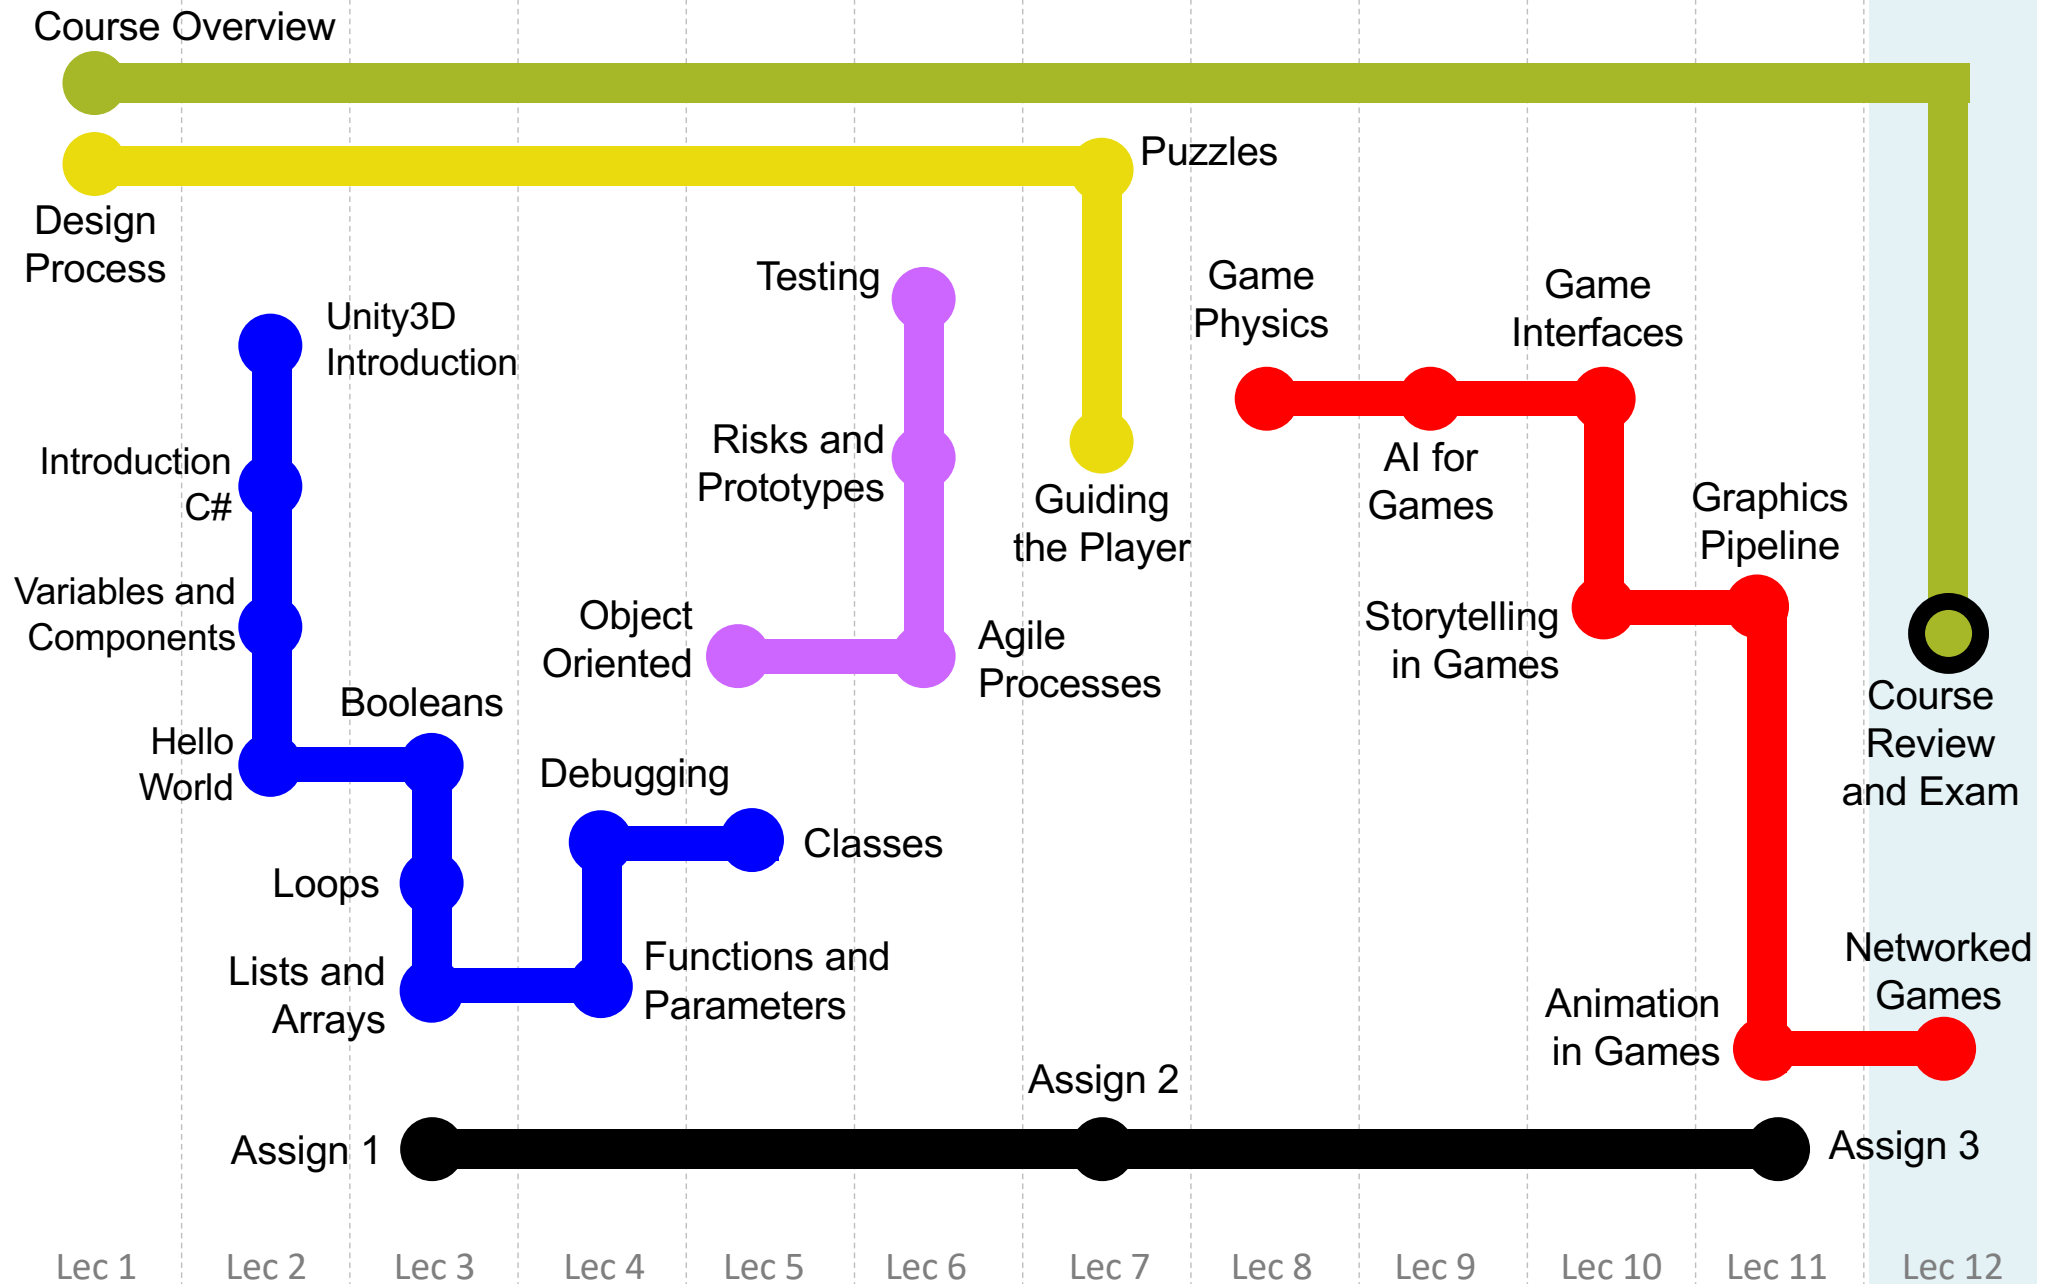 Course Overview
Design
Process
Puzzles
Unity3D
Introduction
Testing
Game
Physics
Game
Interfaces
Introduction
C#
Risks and
Prototypes
Guiding
the Player
AI for
Games
Graphics
Pipeline
Variables and
Components
Object
Oriented
Agile
Processes
Storytelling
in Games
Course
Review
and Exam
Hello
World
Booleans
Debugging
Classes
Loops
Lists and
Arrays
Functions and
Parameters
Animation
in Games
Networked
Games
Assign 1
Assign 2
Assign 3
Lec 1
Lec 2
Lec 3
Lec 4
Lec 5
Lec 6
Lec 7
Lec 8
Lec 9
Lec 10
Lec 11
Lec 12